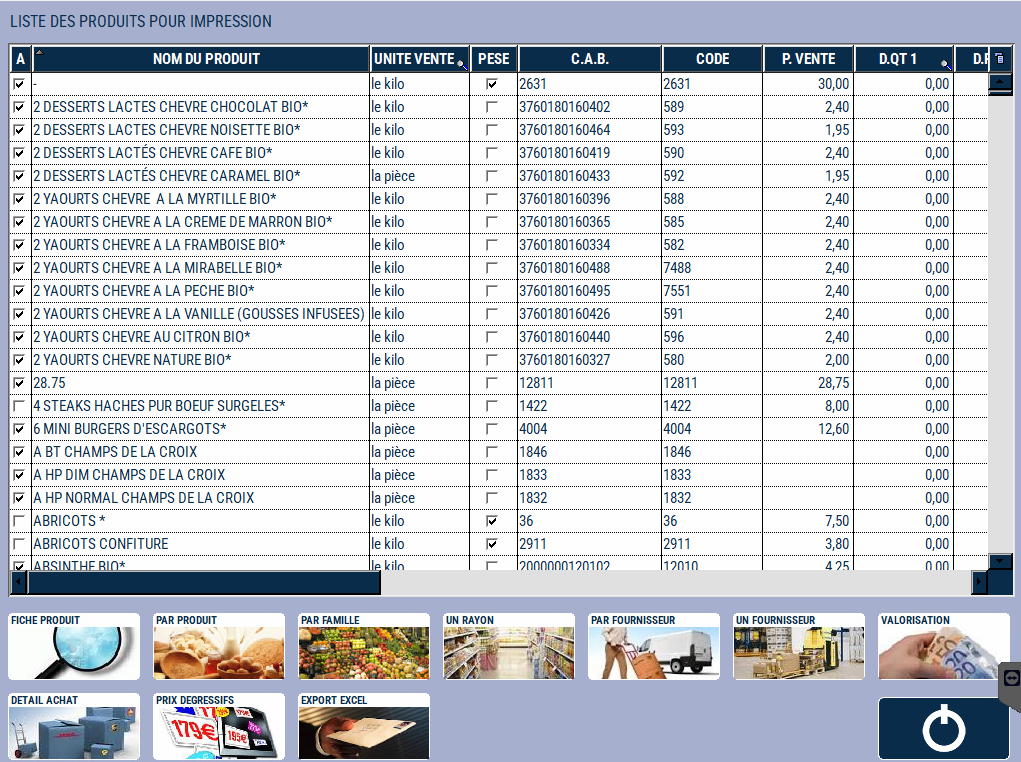 LISTE DES PRODUITS POUR IMPRESSION
A NOM DU PRODUIT UNITE VENTE PESE C.A.B. CODE P. VENTE D.QT 1
- le kilo 2631 2631 30,00 0,00
2 DESSERTS LACTES CHEVRE CHOCOLAT BIO* le kilo 3760180160402 589 2,40 0,00
2 DESSERTS LACTES CHEVRE NOISETTE BIO* le kilo 3760180160464 593 1,95 0,00
2 DESSERTS LACTÉS CHEVRE CAFE BIO* le kilo 3760180160419 590 2,40 0,00
2 DESSERTS LACTÉS CHEVRE CARAMEL BIO* la pièce 3760180160433 592 1,95 0,00
2 YAOURTS CHEVRE  A LA MYRTILLE BIO* le kilo 3760180160396 588 2,40 0,00
2 YAOURTS CHEVRE A LA CREME DE MARRON BIO* le kilo 3760180160365 585 2,40 0,00
2 YAOURTS CHEVRE A LA FRAMBOISE BIO* le kilo 3760180160334 582 2,40 0,00
2 YAOURTS CHEVRE A LA MIRABELLE BIO* le kilo 3760180160488 7488 2,40 0,00
2 YAOURTS CHEVRE A LA PECHE BIO* le kilo 3760180160495 7551 2,40 0,00
2 YAOURTS CHEVRE A LA VANILLE (GOUSSES INFUSEES) le kilo 3760180160426 591 2,40 0,00
2 YAOURTS CHEVRE AU CITRON BIO* le kilo 3760180160440 596 2,40 0,00
2 YAOURTS CHEVRE NATURE BIO* le kilo 3760180160327 580 2,00 0,00
28.75 la pièce 12811 12811 28,75 0,00
4 STEAKS HACHES PUR BOEUF SURGELES* la pièce 1422 1422 8,00 0,00
6 MINI BURGERS D'ESCARGOTS* la pièce 4004 4004 12,60 0,00
A BT CHAMPS DE LA CROIX la pièce 1846 1846 0,00
A HP DIM CHAMPS DE LA CROIX la pièce 1833 1833 0,00
A HP NORMAL CHAMPS DE LA CROIX la pièce 1832 1832 0,00
ABRICOTS * le kilo 36 36 7,50 0,00
ABRICOTS CONFITURE le kilo 2911 2911 3,80 0,00
ABSINTHE BIO* le kilo 2000000120102 12010 4,25 0,00
FICHE PRODUIT PAR PRODUIT PAR FAMILLE UN RAYON PAR FOURNISSEUR UN FOURNISSEUR VALORISATION
DETAIL ACHAT PRIX DEGRESSIFS EXPORT EXCEL
179€
195€